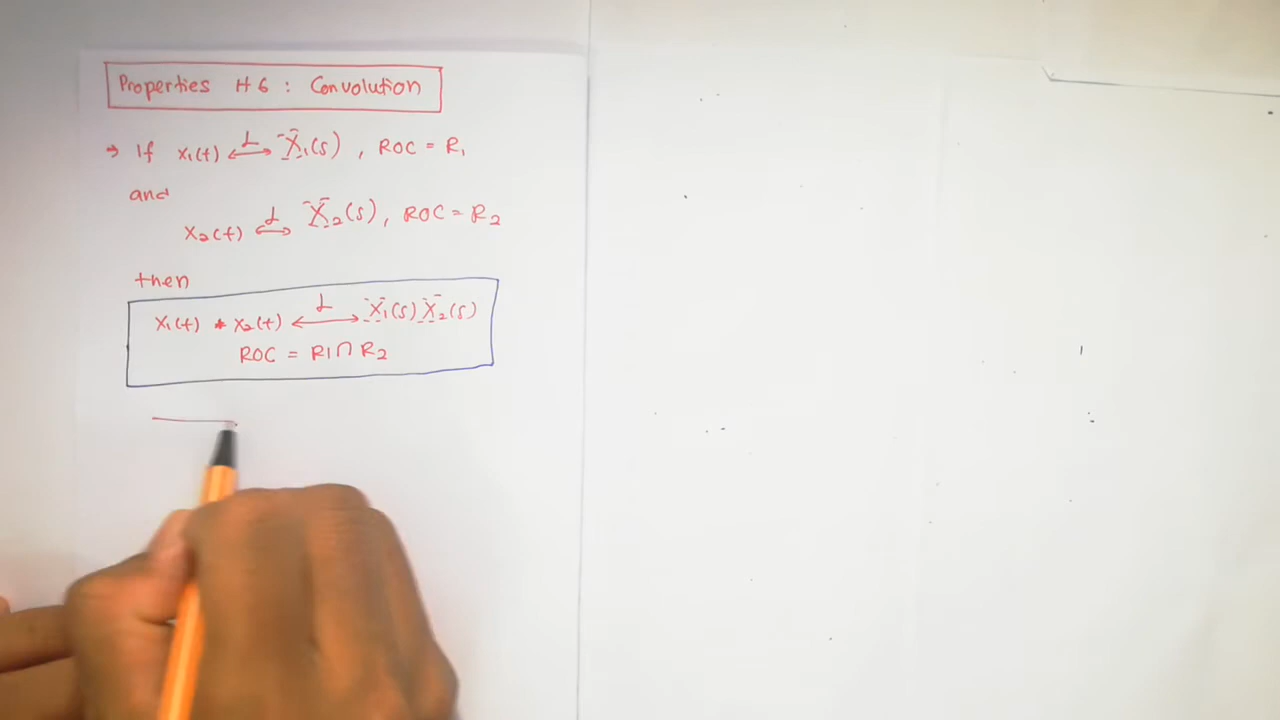 Properties # 6 : Convolution
→ If x₁(t) ⟷ X₁(s) , ROC = R₁
L
and
x₂(t) ⟷ X₂(s), ROC = R₂
L
then
x₁(t) * x₂(t) ⟷ X₁(s) X₂(s)
L
ROC = R1 ∩ R₂